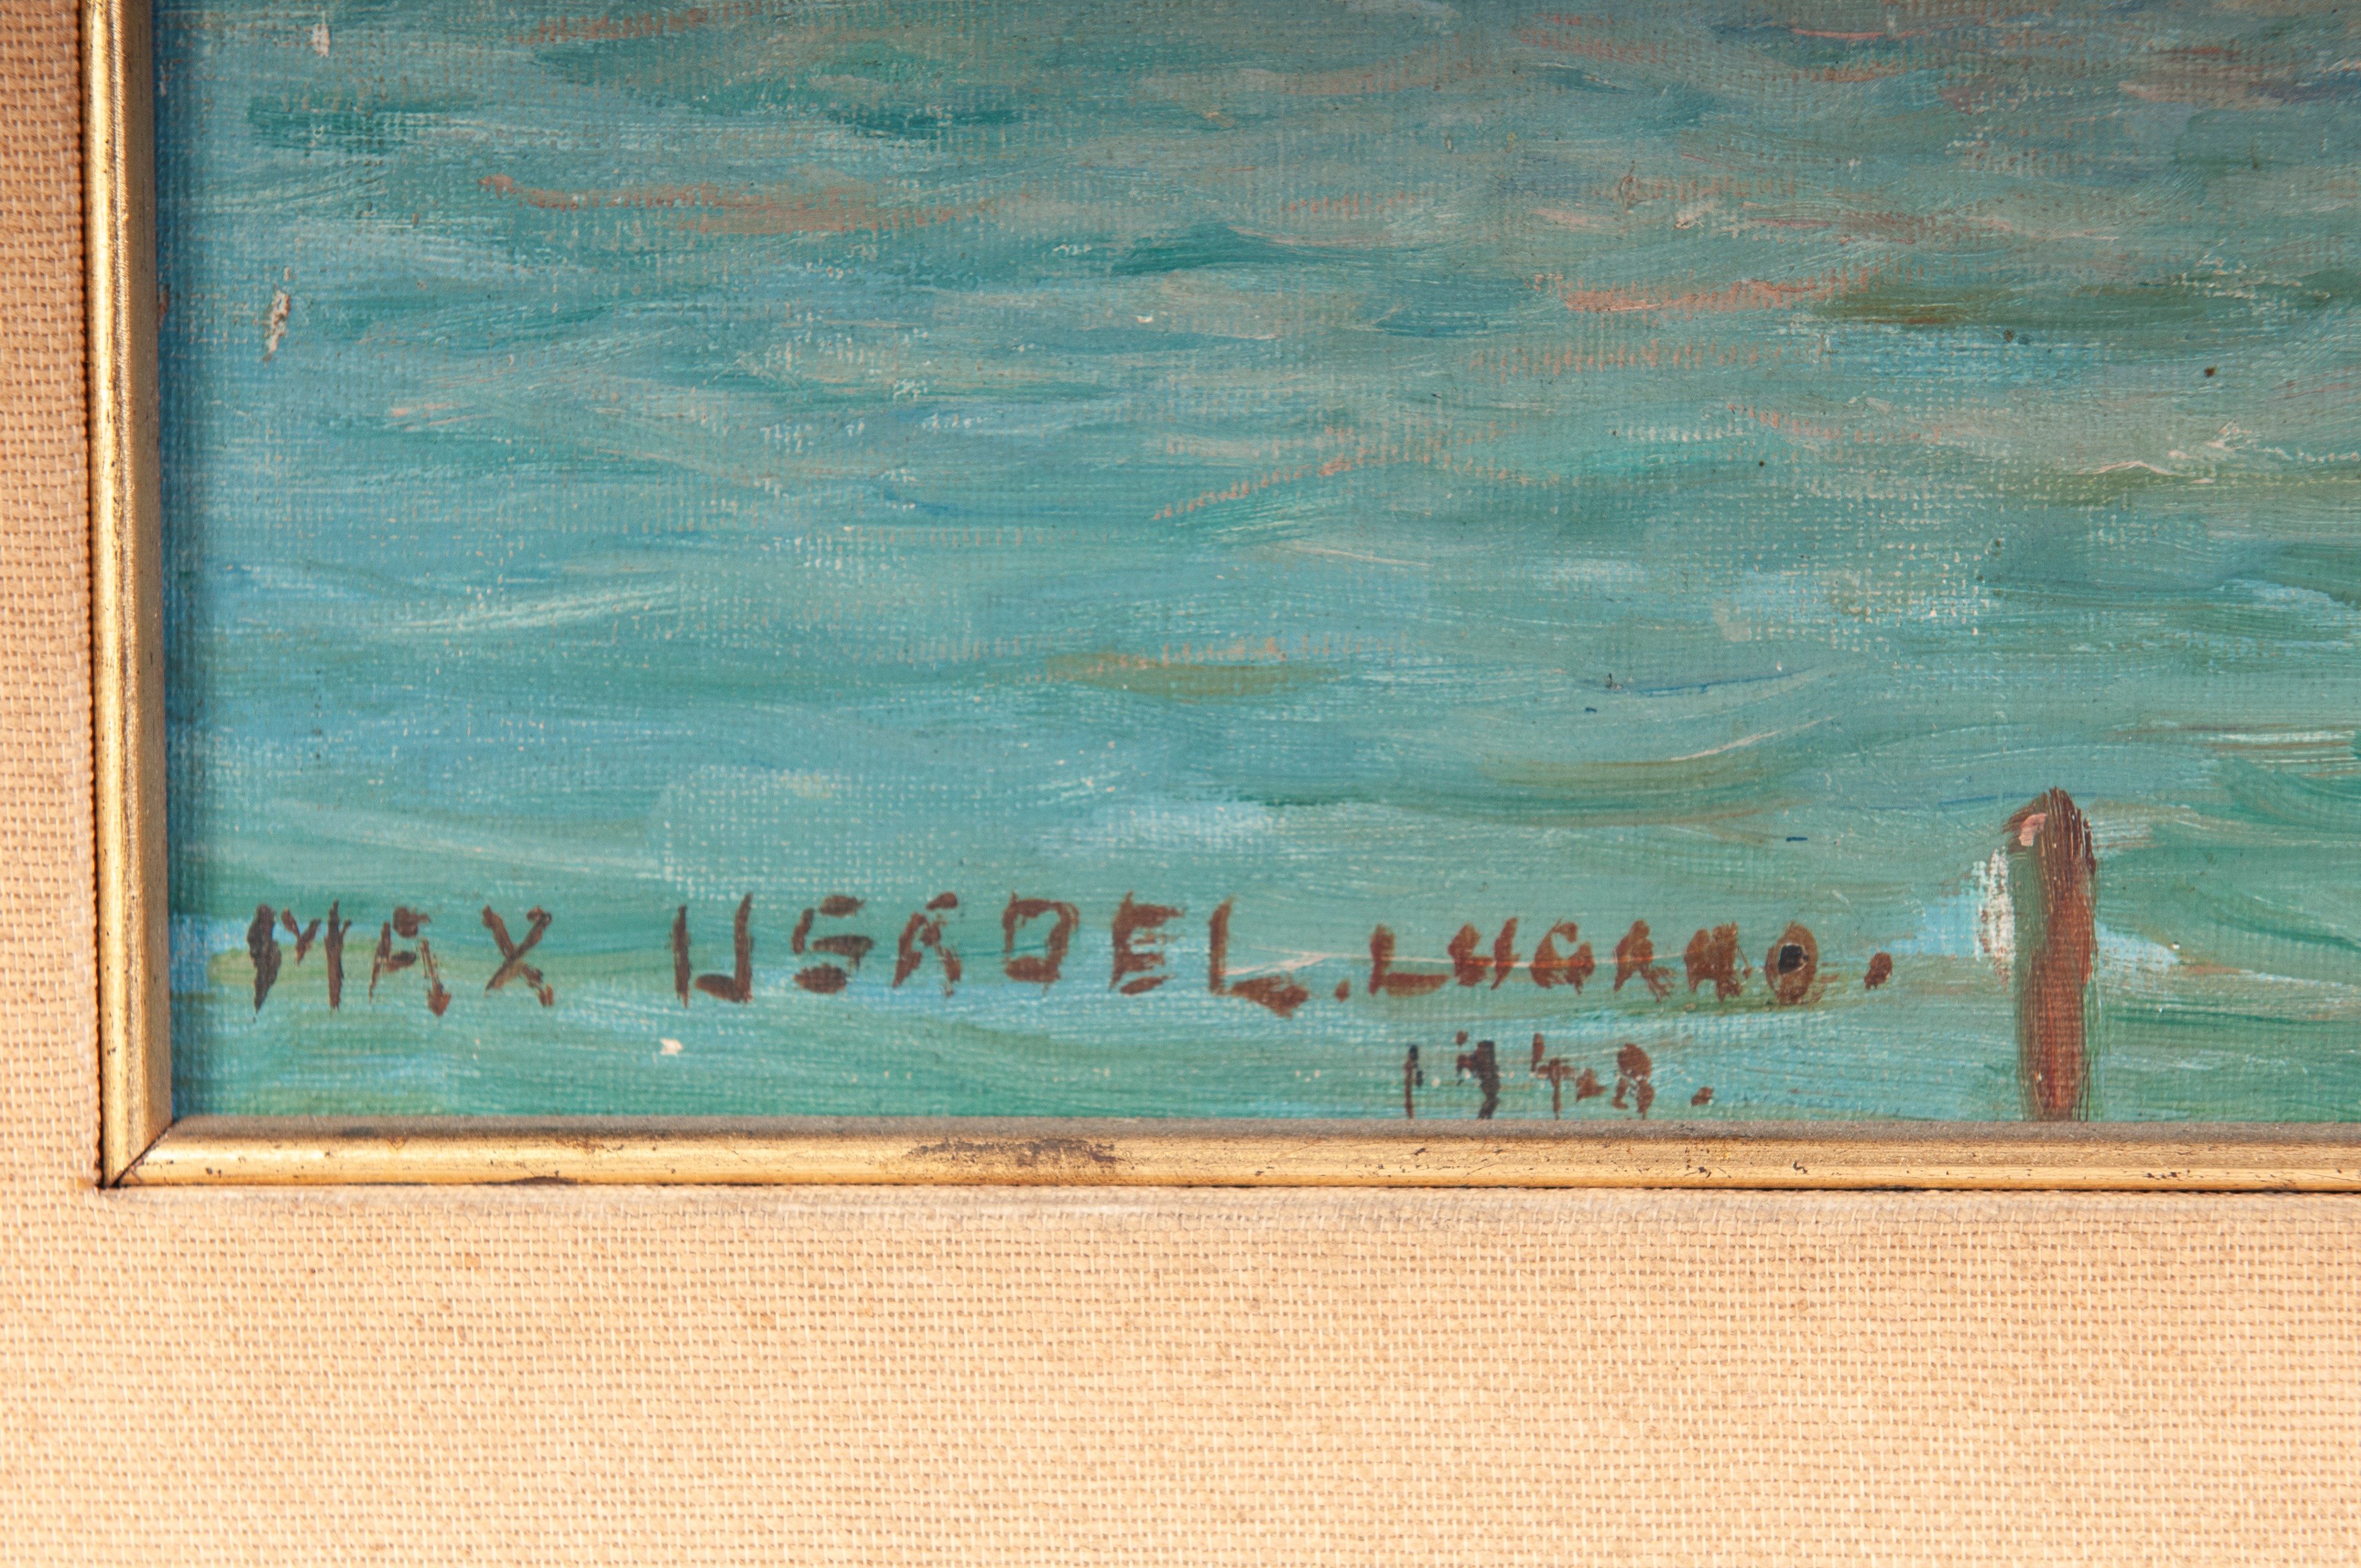 MAX USADEL. LUGANO.
1948.